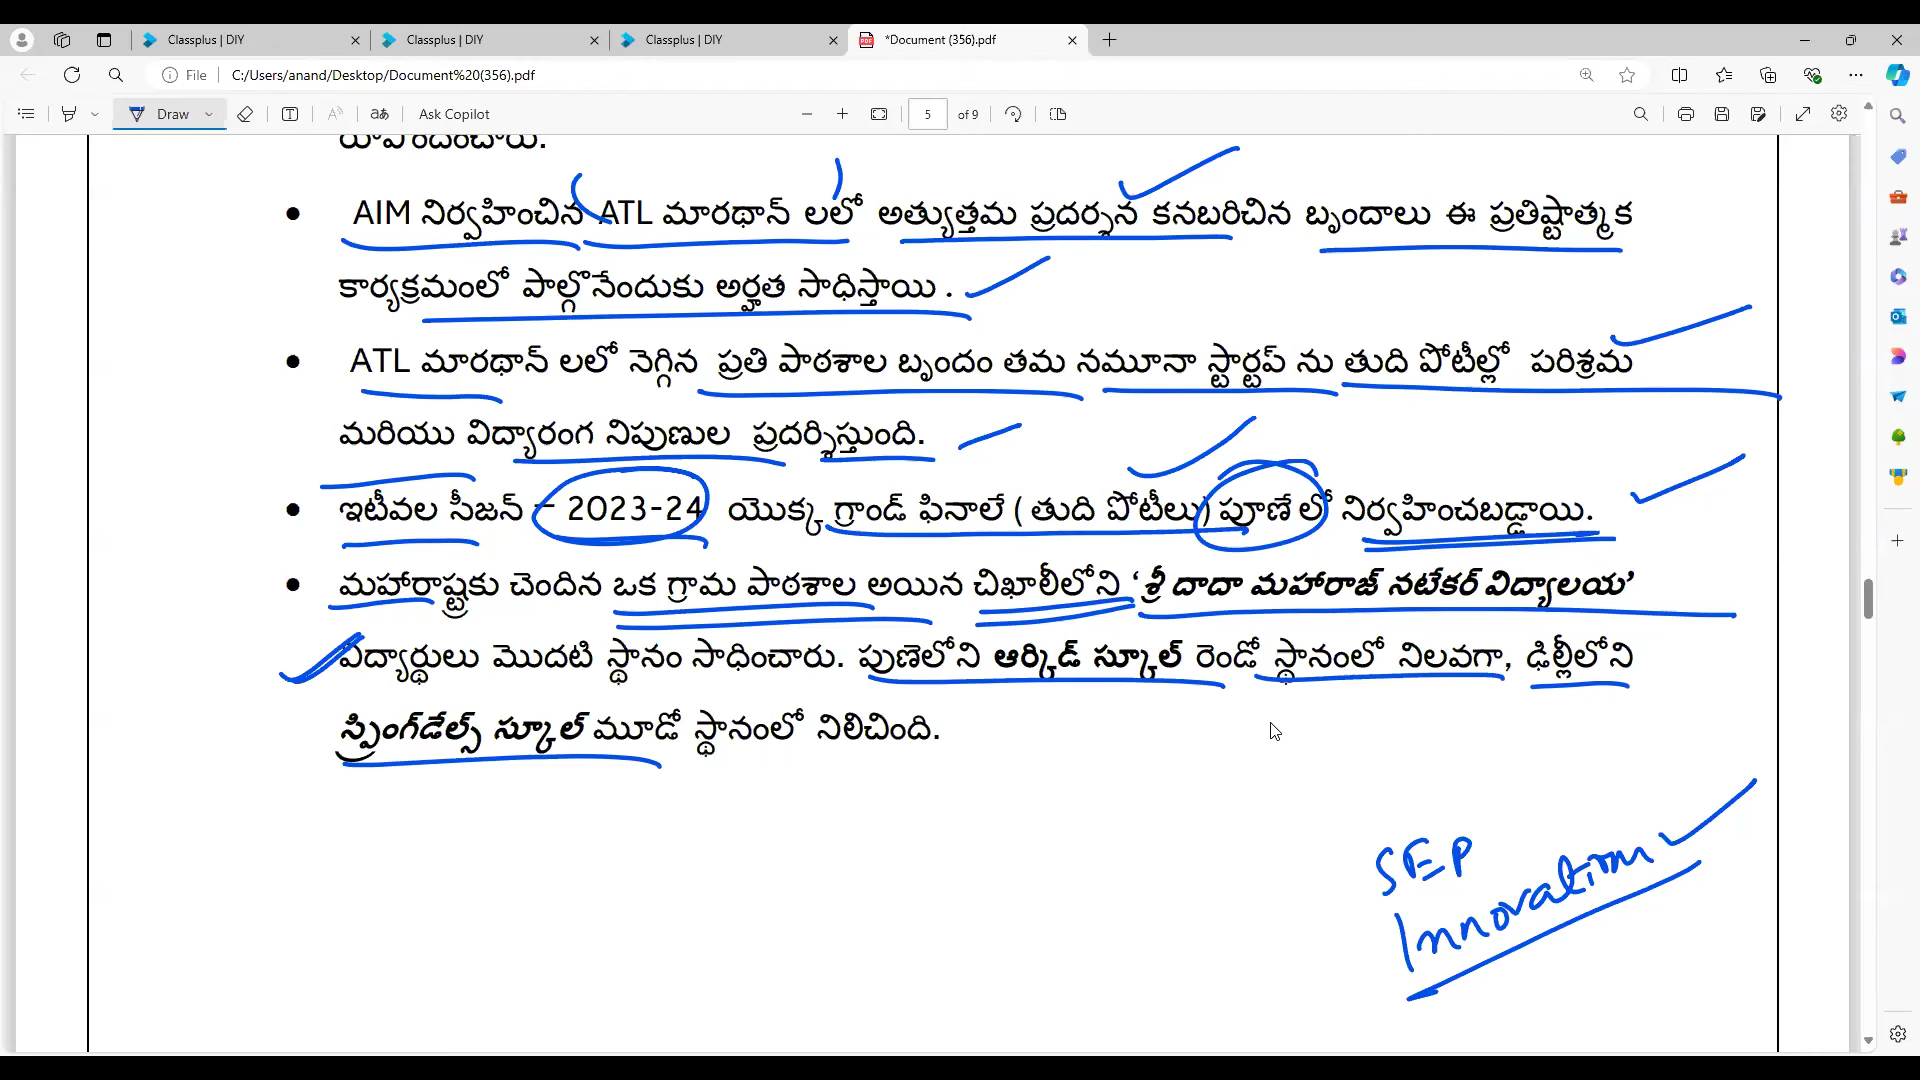 Classplus | DIY
Classplus | DIY
Classplus | DIY
*Document (356).pdf
File C:/Users/anand/Desktop/Document%20(356).pdf
Draw Ask Copilot 5 of 9
AIM నిర్వహించిన ATL మారథాన్ లలో అత్యుత్తమ ప్రదర్శన కనబరిచిన బృందాలు ఈ ప్రతిష్టాత్మక
కార్యక్రమంలో పాల్గొనేందుకు అర్హత సాధిస్తాయి .
ATL మారథాన్ లలో నెగ్గిన ప్రతి పాఠశాల బృందం తమ నమూనా స్టార్టప్ ను తుది పోటీల్లో పరిశ్రమ
మరియు విద్యారంగ నిపుణుల ప్రదర్శిస్తుంది.
ఇటీవల సీజన్ – 2023-24 యొక్క గ్రాండ్ ఫినాలే ( తుది పోటీలు) పూణే లో నిర్వహించబడ్డాయి.
మహారాష్ట్రకు చెందిన ఒక గ్రామ పాఠశాల అయిన చిఖాలీలోని ‘శ్రీ దాదా మహారాజ్ నటేకర్ విద్యాలయ’
విద్యార్థులు మొదటి స్థానం సాధించారు. పుణెలోని ఆర్కిడ్ స్కూల్ రెండో స్థానంలో నిలవగా, ఢిల్లీలోని
స్ప్రింగ్‌డేల్స్ స్కూల్ మూడో స్థానంలో నిలిచింది.
SEP
Innovation